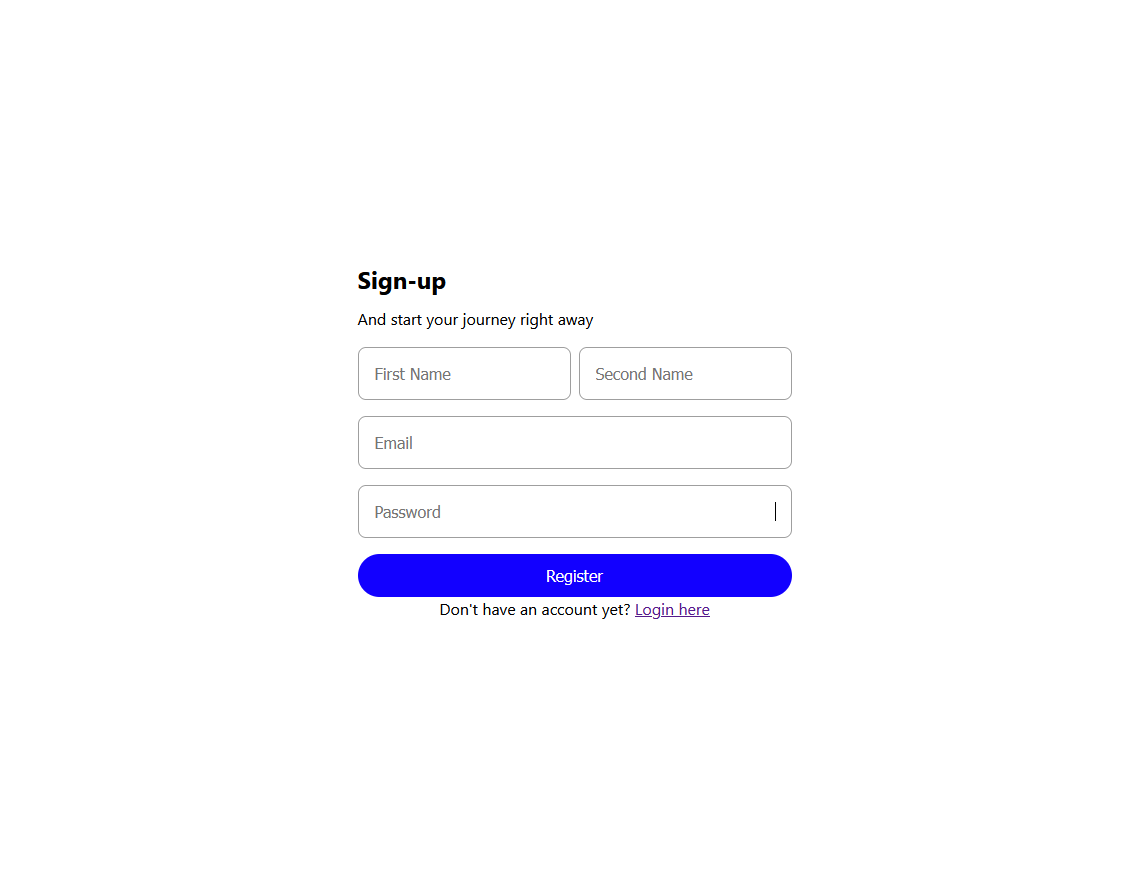 Sign-up
And start your journey right away
First Name Second Name
Email
Password
Register
Don't have an account yet? Login here